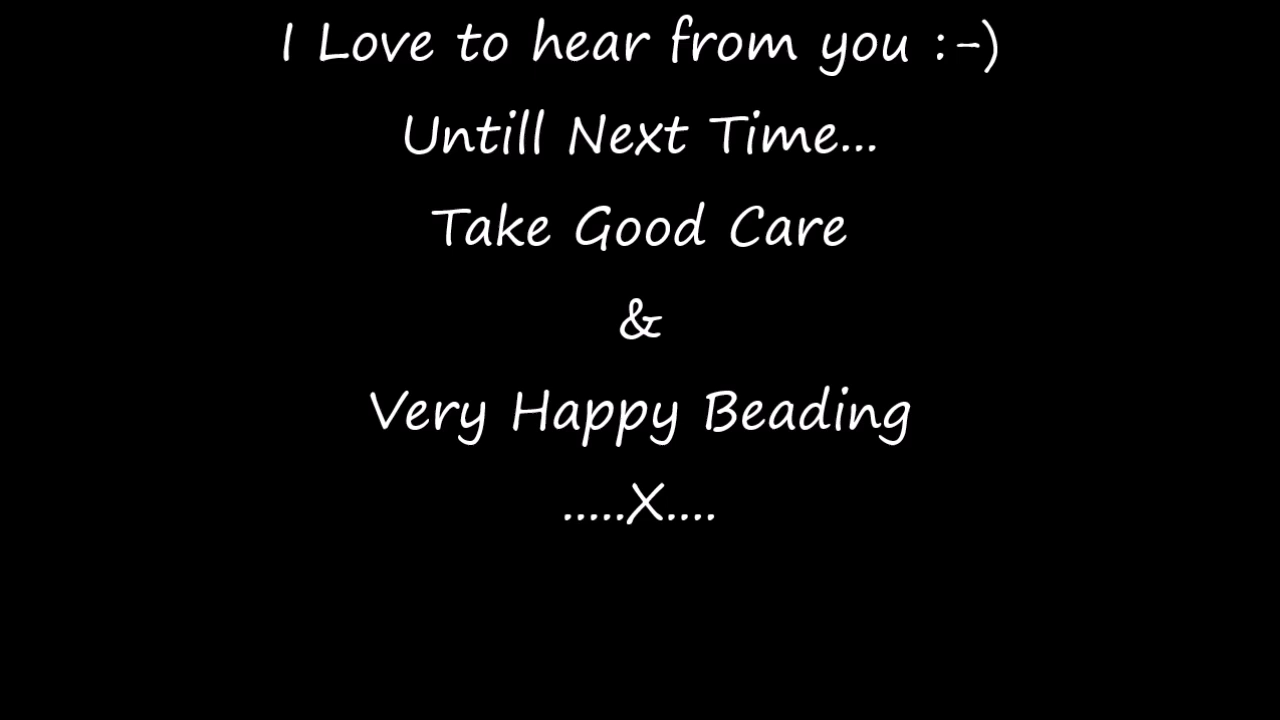 I Love to hear from you :-)
Untill Next Time...
Take Good Care
&
Very Happy Beading
.....X....